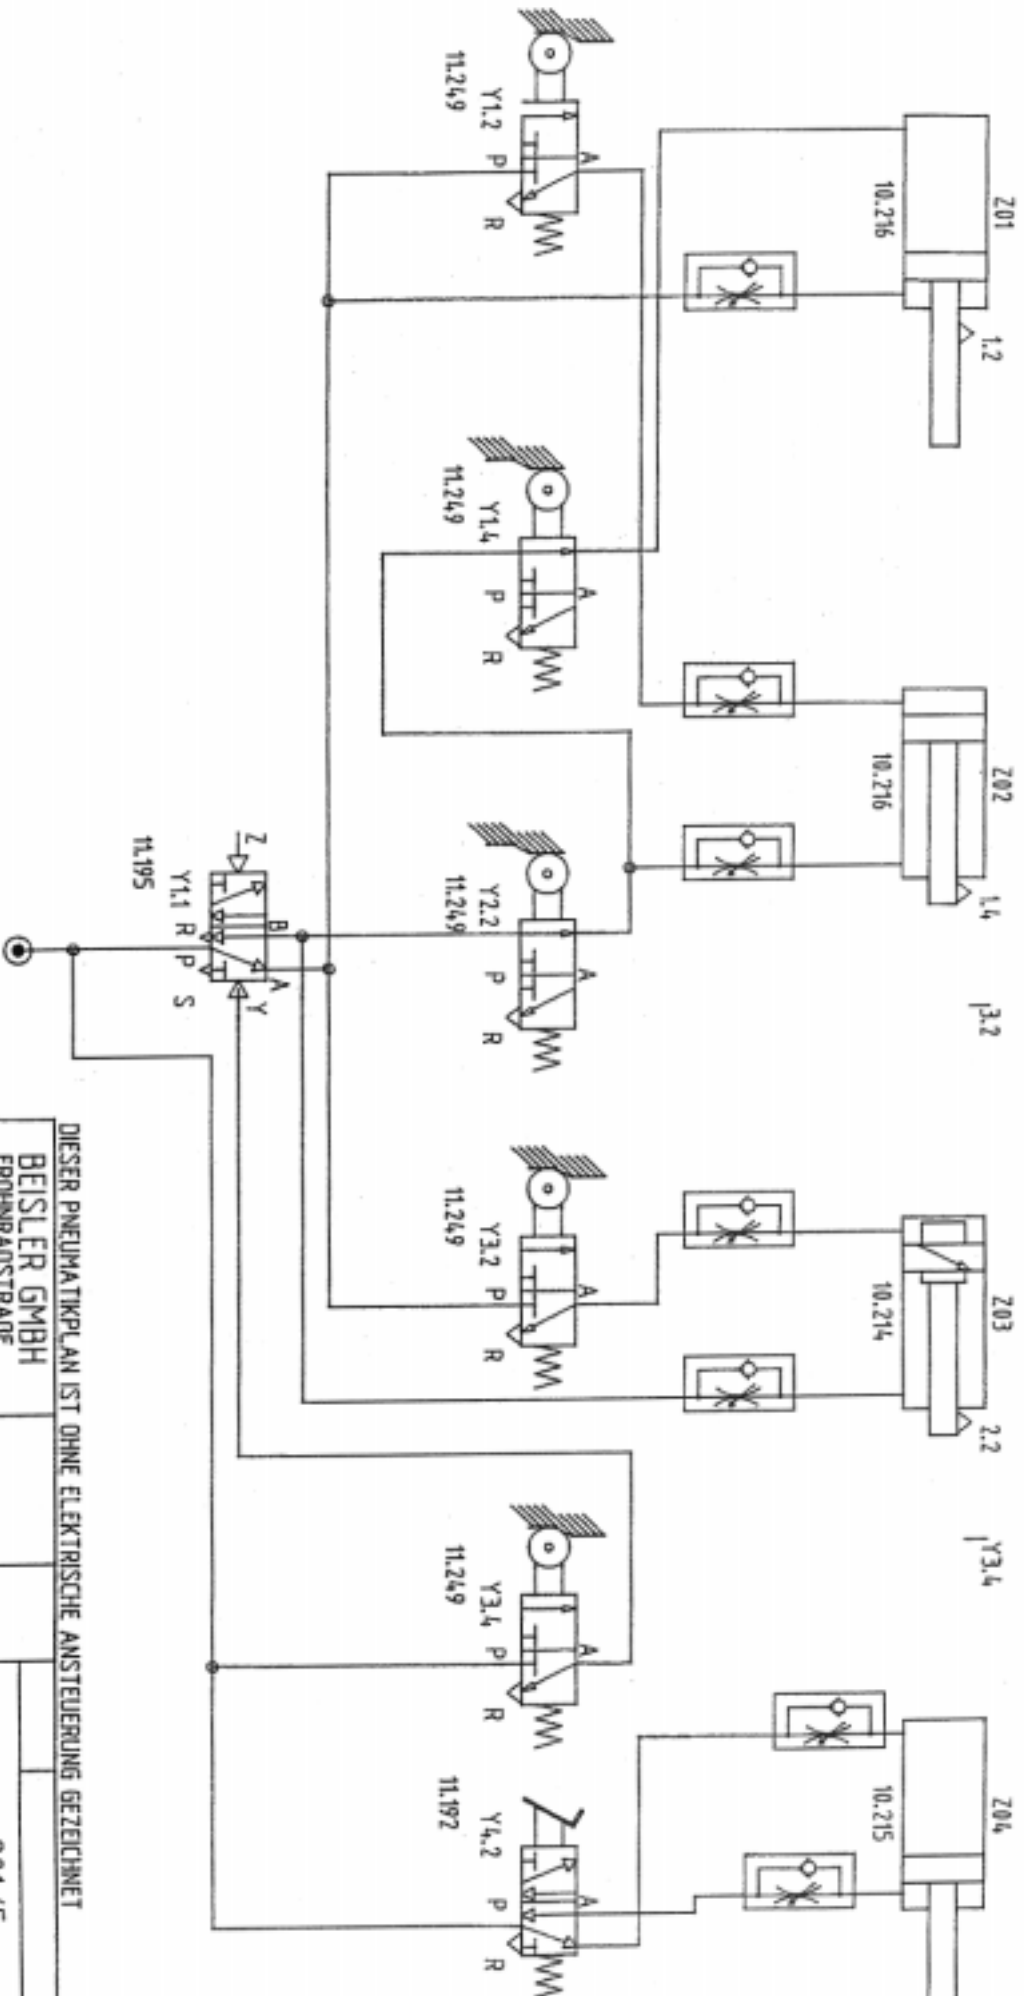 Z01 1.2
10.216
Z02 1.4
10.216
3.2
Z03 2.2
10.214
Y3.4
Z04
10.215
A
P R
Y1.2
11.249
A
P R
Y1.4
11.249
A
P R
Y2.2
11.249
A
P R
Y3.2
11.249
A
P R
Y3.4
11.249
A
P R
Y4.2
11.192
Z B A Y
R P S
Y1.1
11.195
DIESER PNEUMATIKPLAN IST OHNE ELEKTRISCHE ANSTEUERUNG GEZEICHNET
BEISLER GMBH